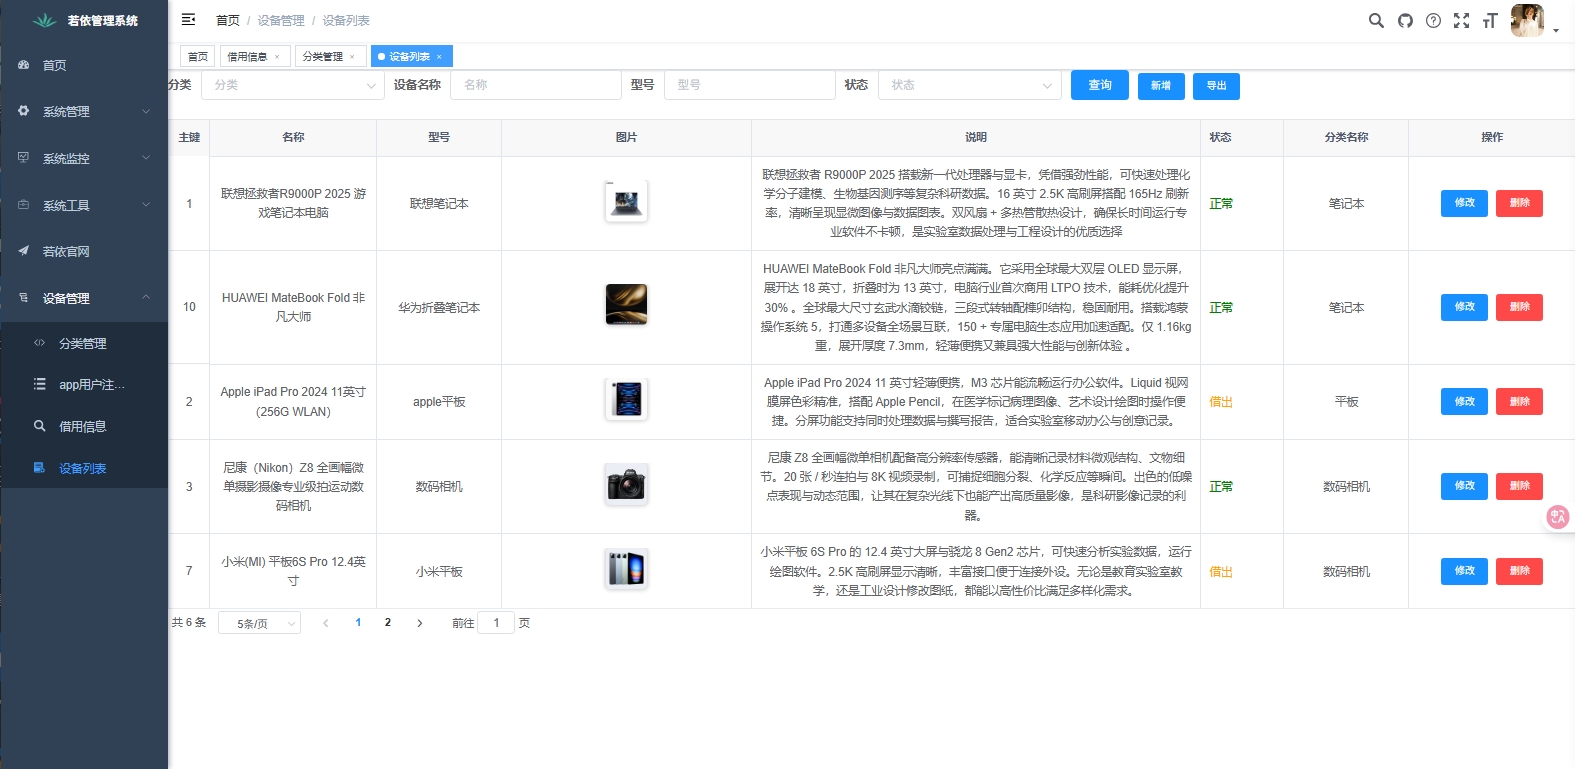 若依管理系统
首页
系统管理
系统监控
系统工具
若依官网
设备管理
分类管理
app用户注...
借用信息
设备列表
首页 / 设备管理 / 设备列表
首页 借用信息 × 分类管理 × 设备列表 ×
分类 分类 设备名称 名称 型号 型号 状态 状态 查询 新增 导出
主键 名称 型号 图片 说明 状态 分类名称 操作
1
联想拯救者R9000P 2025 游
戏笔记本电脑
联想笔记本
联想拯救者 R9000P 2025 搭载新一代处理器与显卡，凭借强劲性能，可快速处理化
学分子建模、生物基因测序等复杂科研数据。16 英寸 2.5K 高刷屏搭配 165Hz 刷新
率，清晰呈现显微图像与数据图表。双风扇 + 多热管散热设计，确保长时间运行专
业软件不卡顿，是实验室数据处理与工程设计的优质选择
正常
笔记本
修改 删除
10
HUAWEI MateBook Fold 非
凡大师
华为折叠笔记本
HUAWEI MateBook Fold 非凡大师亮点满满。它采用全球最大双层 OLED 显示屏，
展开达 18 英寸，折叠时为 13 英寸，电脑行业首次商用 LTPO 技术，能耗优化提升
30% 。全球最大尺寸玄武水滴铰链，三段式转轴配榫卯结构，稳固耐用。搭载鸿蒙
操作系统 5，打通多设备全场景互联，150 + 专属电脑生态应用加速适配。仅 1.16kg
重，展开厚度 7.3mm，轻薄便携又兼具强大性能与创新体验 。
正常
笔记本
修改 删除
2
Apple iPad Pro 2024 11英寸
（256G WLAN）
apple平板
Apple iPad Pro 2024 11 英寸轻薄便携，M3 芯片能流畅运行办公软件。Liquid 视网
膜屏色彩精准，搭配 Apple Pencil，在医学标记病理图像、艺术设计绘图时操作便
捷。分屏功能支持同时处理数据与撰写报告，适合实验室移动办公与创意记录。
借出
平板
修改 删除
3
尼康（Nikon）Z8 全画幅微
单摄影摄像专业级拍运动数
码相机
数码相机
尼康 Z8 全画幅微单相机配备高分辨率传感器，能清晰记录材料微观结构、文物细
节。20 张 / 秒连拍与 8K 视频录制，可捕捉细胞分裂、化学反应等瞬间。出色的低噪
点表现与动态范围，让其在复杂光线下也能产出高质量影像，是科研影像记录的利
器。
正常
数码相机
修改 删除
7
小米(MI) 平板6S Pro 12.4英
寸
小米平板
小米平板 6S Pro 的 12.4 英寸大屏与骁龙 8 Gen2 芯片，可快速分析实验数据，运行
绘图软件。2.5K 高刷屏显示清晰，丰富接口便于连接外设。无论是教育实验室教
学，还是工业设计修改图纸，都能以高性价比满足多样化需求。
借出
数码相机
修改 删除
共 6 条 5条/页 1 2 前往 1 页